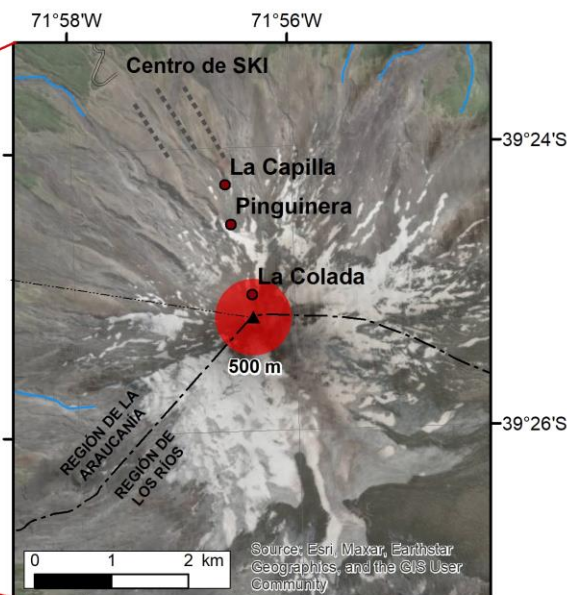 71°58'W
71°56'W
Centro de SKI
39°24'S
La Capilla
Pinguinera
La Colada
500 m
REGIÓN DE LA
ARAUCANÍA
REGIÓN DE
LOS RÍOS
39°26'S
0 1 2 km
Source: Esri, Maxar, Earthstar
Geographics, and the GIS User
Community